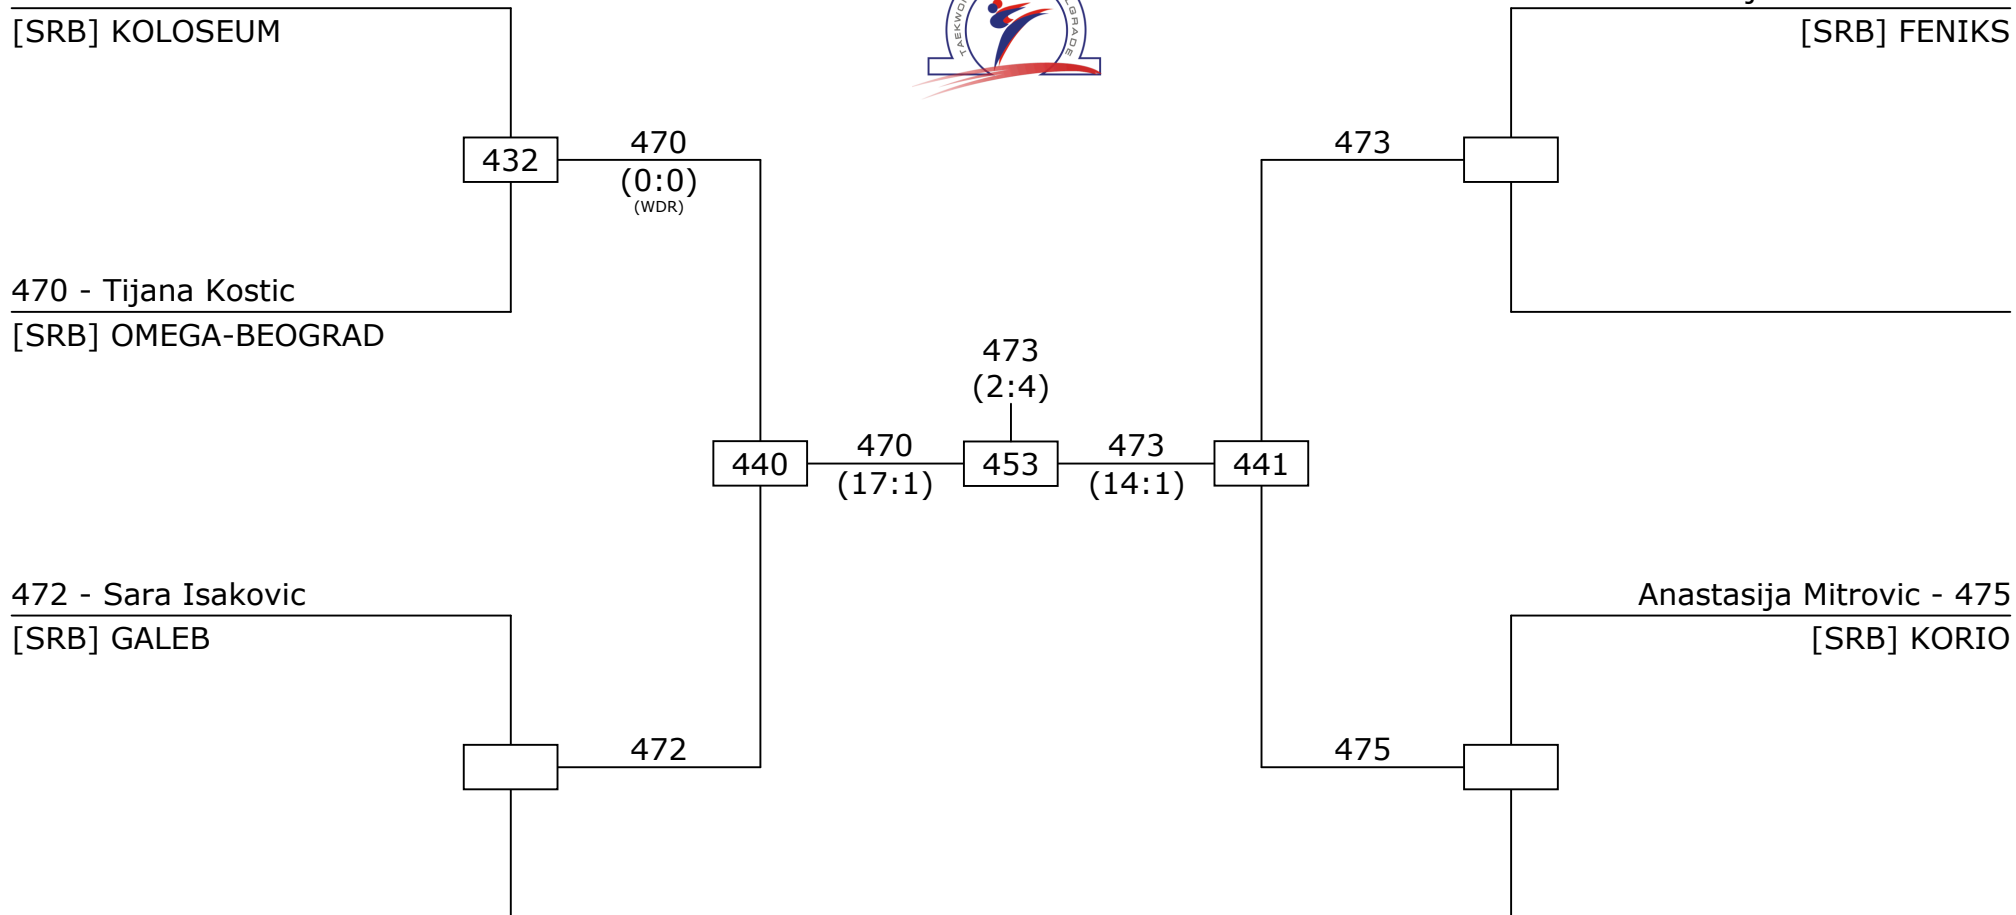 [SRB] KOLOSEUM
[SRB] FENIKS
432
470
(0:0)
(WDR)
473
470 - Tijana Kostic
[SRB] OMEGA-BEOGRAD
473
(2:4)
440
470
(17:1)
453
473
(14:1)
441
472 - Sara Isakovic
[SRB] GALEB
Anastasija Mitrovic - 475
[SRB] KORIO
472
475